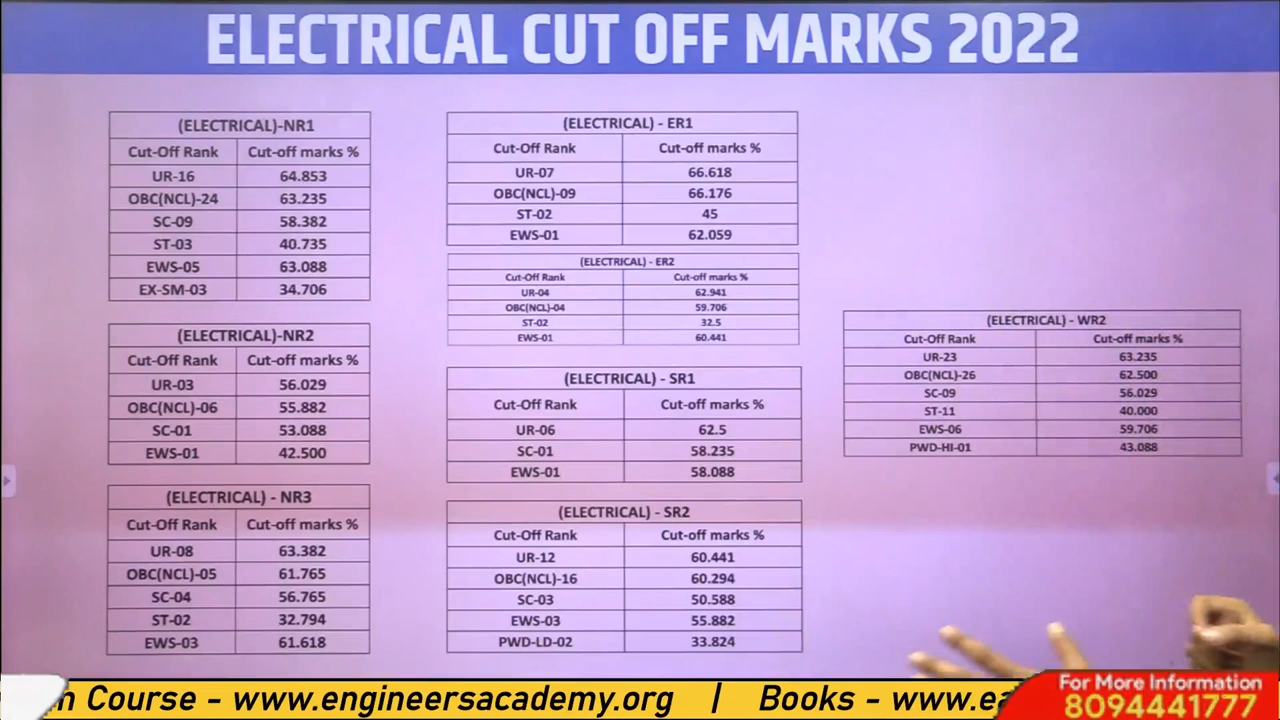 ELECTRICAL CUT OFF MARKS 2022
(ELECTRICAL)-NR1
Cut-Off Rank Cut-off marks %
UR-16 64.853
OBC(NCL)-24 63.235
SC-09 58.382
ST-03 40.735
EWS-05 63.088
EX-SM-03 34.706
(ELECTRICAL)-NR2
Cut-Off Rank Cut-off marks %
UR-03 56.029
OBC(NCL)-06 55.882
SC-01 53.088
EWS-01 42.500
(ELECTRICAL) - NR3
Cut-Off Rank Cut-off marks %
UR-08 63.382
OBC(NCL)-05 61.765
SC-04 56.765
ST-02 32.794
EWS-03 61.618
(ELECTRICAL) - ER1
Cut-Off Rank Cut-off marks %
UR-07 66.618
OBC(NCL)-09 66.176
ST-02 45
EWS-01 62.059
(ELECTRICAL) - ER2
Cut-Off Rank Cut-off marks %
UR-04 62.941
OBC(NCL)-04 59.706
ST-02 32.5
EWS-01 60.441
(ELECTRICAL) - SR1
Cut-Off Rank Cut-off marks %
UR-06 62.5
SC-01 58.235
EWS-01 58.088
(ELECTRICAL) - SR2
Cut-Off Rank Cut-off marks %
UR-12 60.441
OBC(NCL)-16 60.294
SC-03 50.588
EWS-03 55.882
PWD-LD-02 33.824
(ELECTRICAL) - WR2
Cut-Off Rank Cut-off marks %
UR-23 63.235
OBC(NCL)-26 62.500
SC-09 56.029
ST-11 40.000
EWS-06 59.706
PWD-HI-01 43.088
Course - www.engineersacademy.org | Books - www.ea
For More Information
8094441777